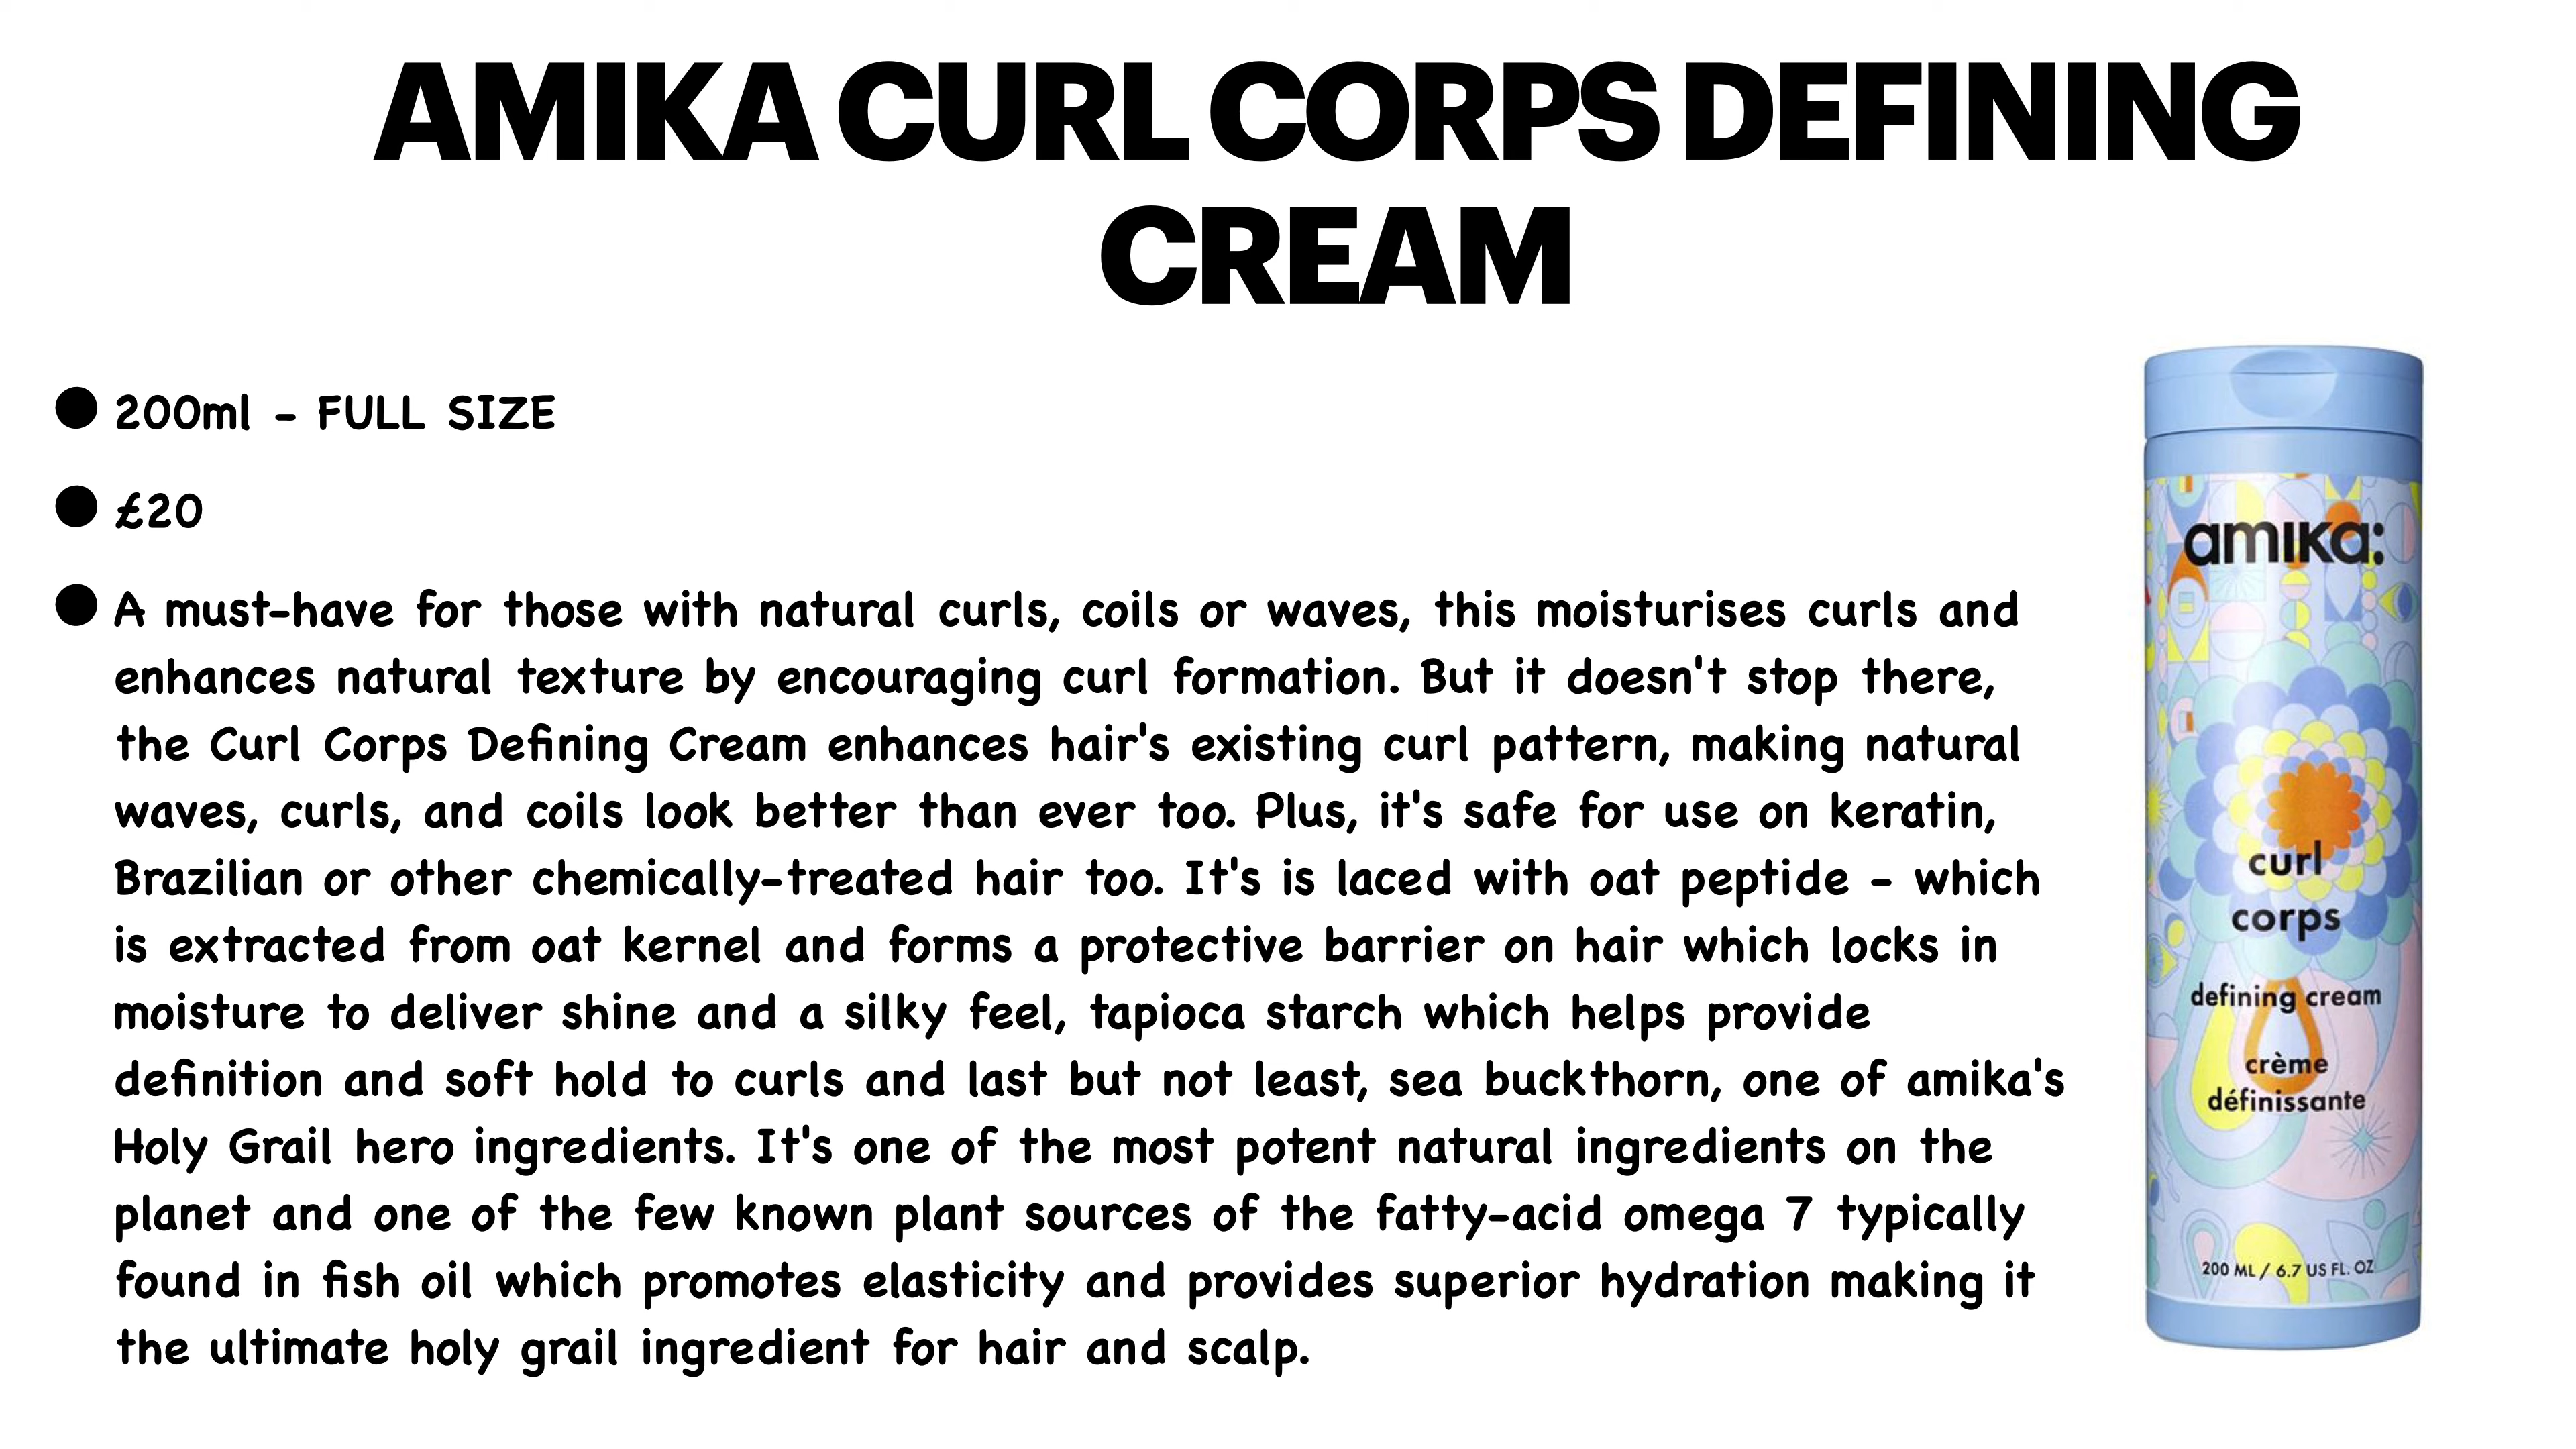 AMIKA CURL CORPS DEFINING
CREAM
● 200ml - FULL SIZE
● £20
● A must-have for those with natural curls, coils or waves, this moisturises curls and
enhances natural texture by encouraging curl formation. But it doesn't stop there,
the Curl Corps Defining Cream enhances hair's existing curl pattern, making natural
waves, curls, and coils look better than ever too. Plus, it's safe for use on keratin,
Brazilian or other chemically-treated hair too. It's is laced with oat peptide - which
is extracted from oat kernel and forms a protective barrier on hair which locks in
moisture to deliver shine and a silky feel, tapioca starch which helps provide
definition and soft hold to curls and last but not least, sea buckthorn, one of amika's
Holy Grail hero ingredients. It's one of the most potent natural ingredients on the
planet and one of the few known plant sources of the fatty-acid omega 7 typically
found in fish oil which promotes elasticity and provides superior hydration making it
the ultimate holy grail ingredient for hair and scalp.
amika:
curl
corps
defining cream
crème
définissante
200 ML / 6.7 US FL. OZ